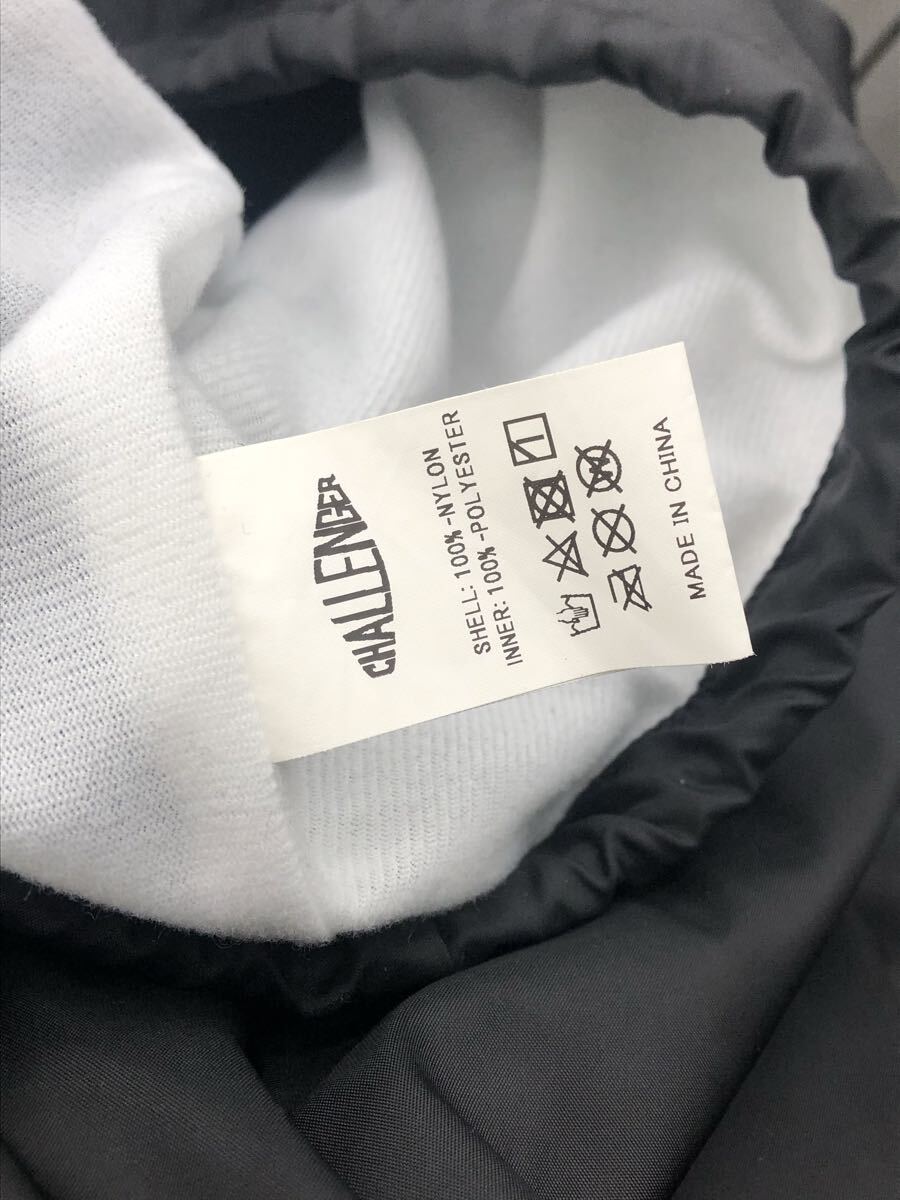 CHALLENGER
SHELL: 100%-NYLON
INNER: 100%-POLYESTER
MADE IN CHINA